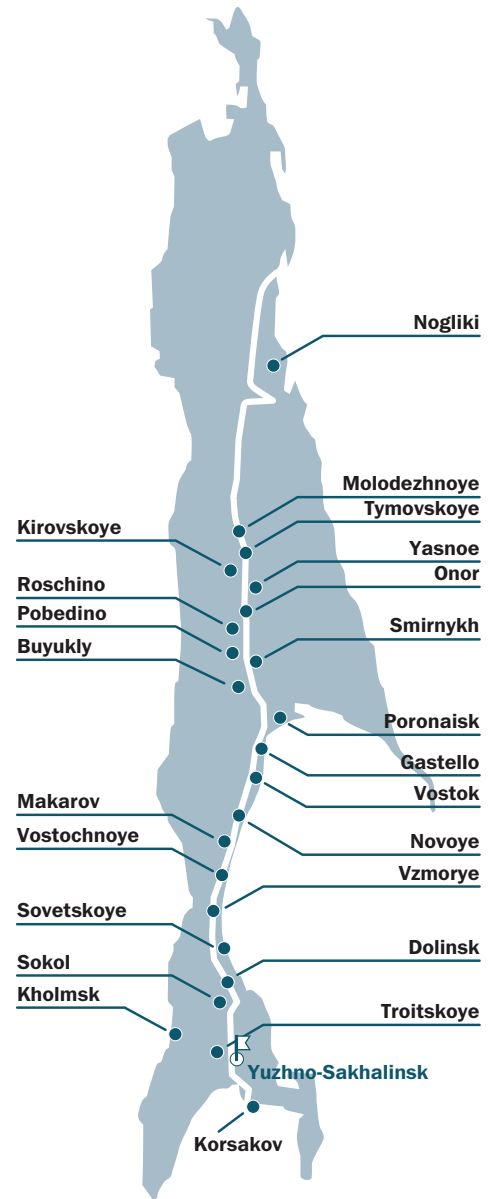 Nogliki
Molodezhnoye
Tymovskoye
Kirovskoye
Yasnoe
Onor
Roschino
Pobedino
Smirnykh
Buyukly
Poronaisk
Gastello
Vostok
Makarov
Vostochnoye
Novoye
Vzmorye
Sovetskoye
Dolinsk
Sokol
Kholmsk
Troitskoye
Yuzhno-Sakhalinsk
Korsakov